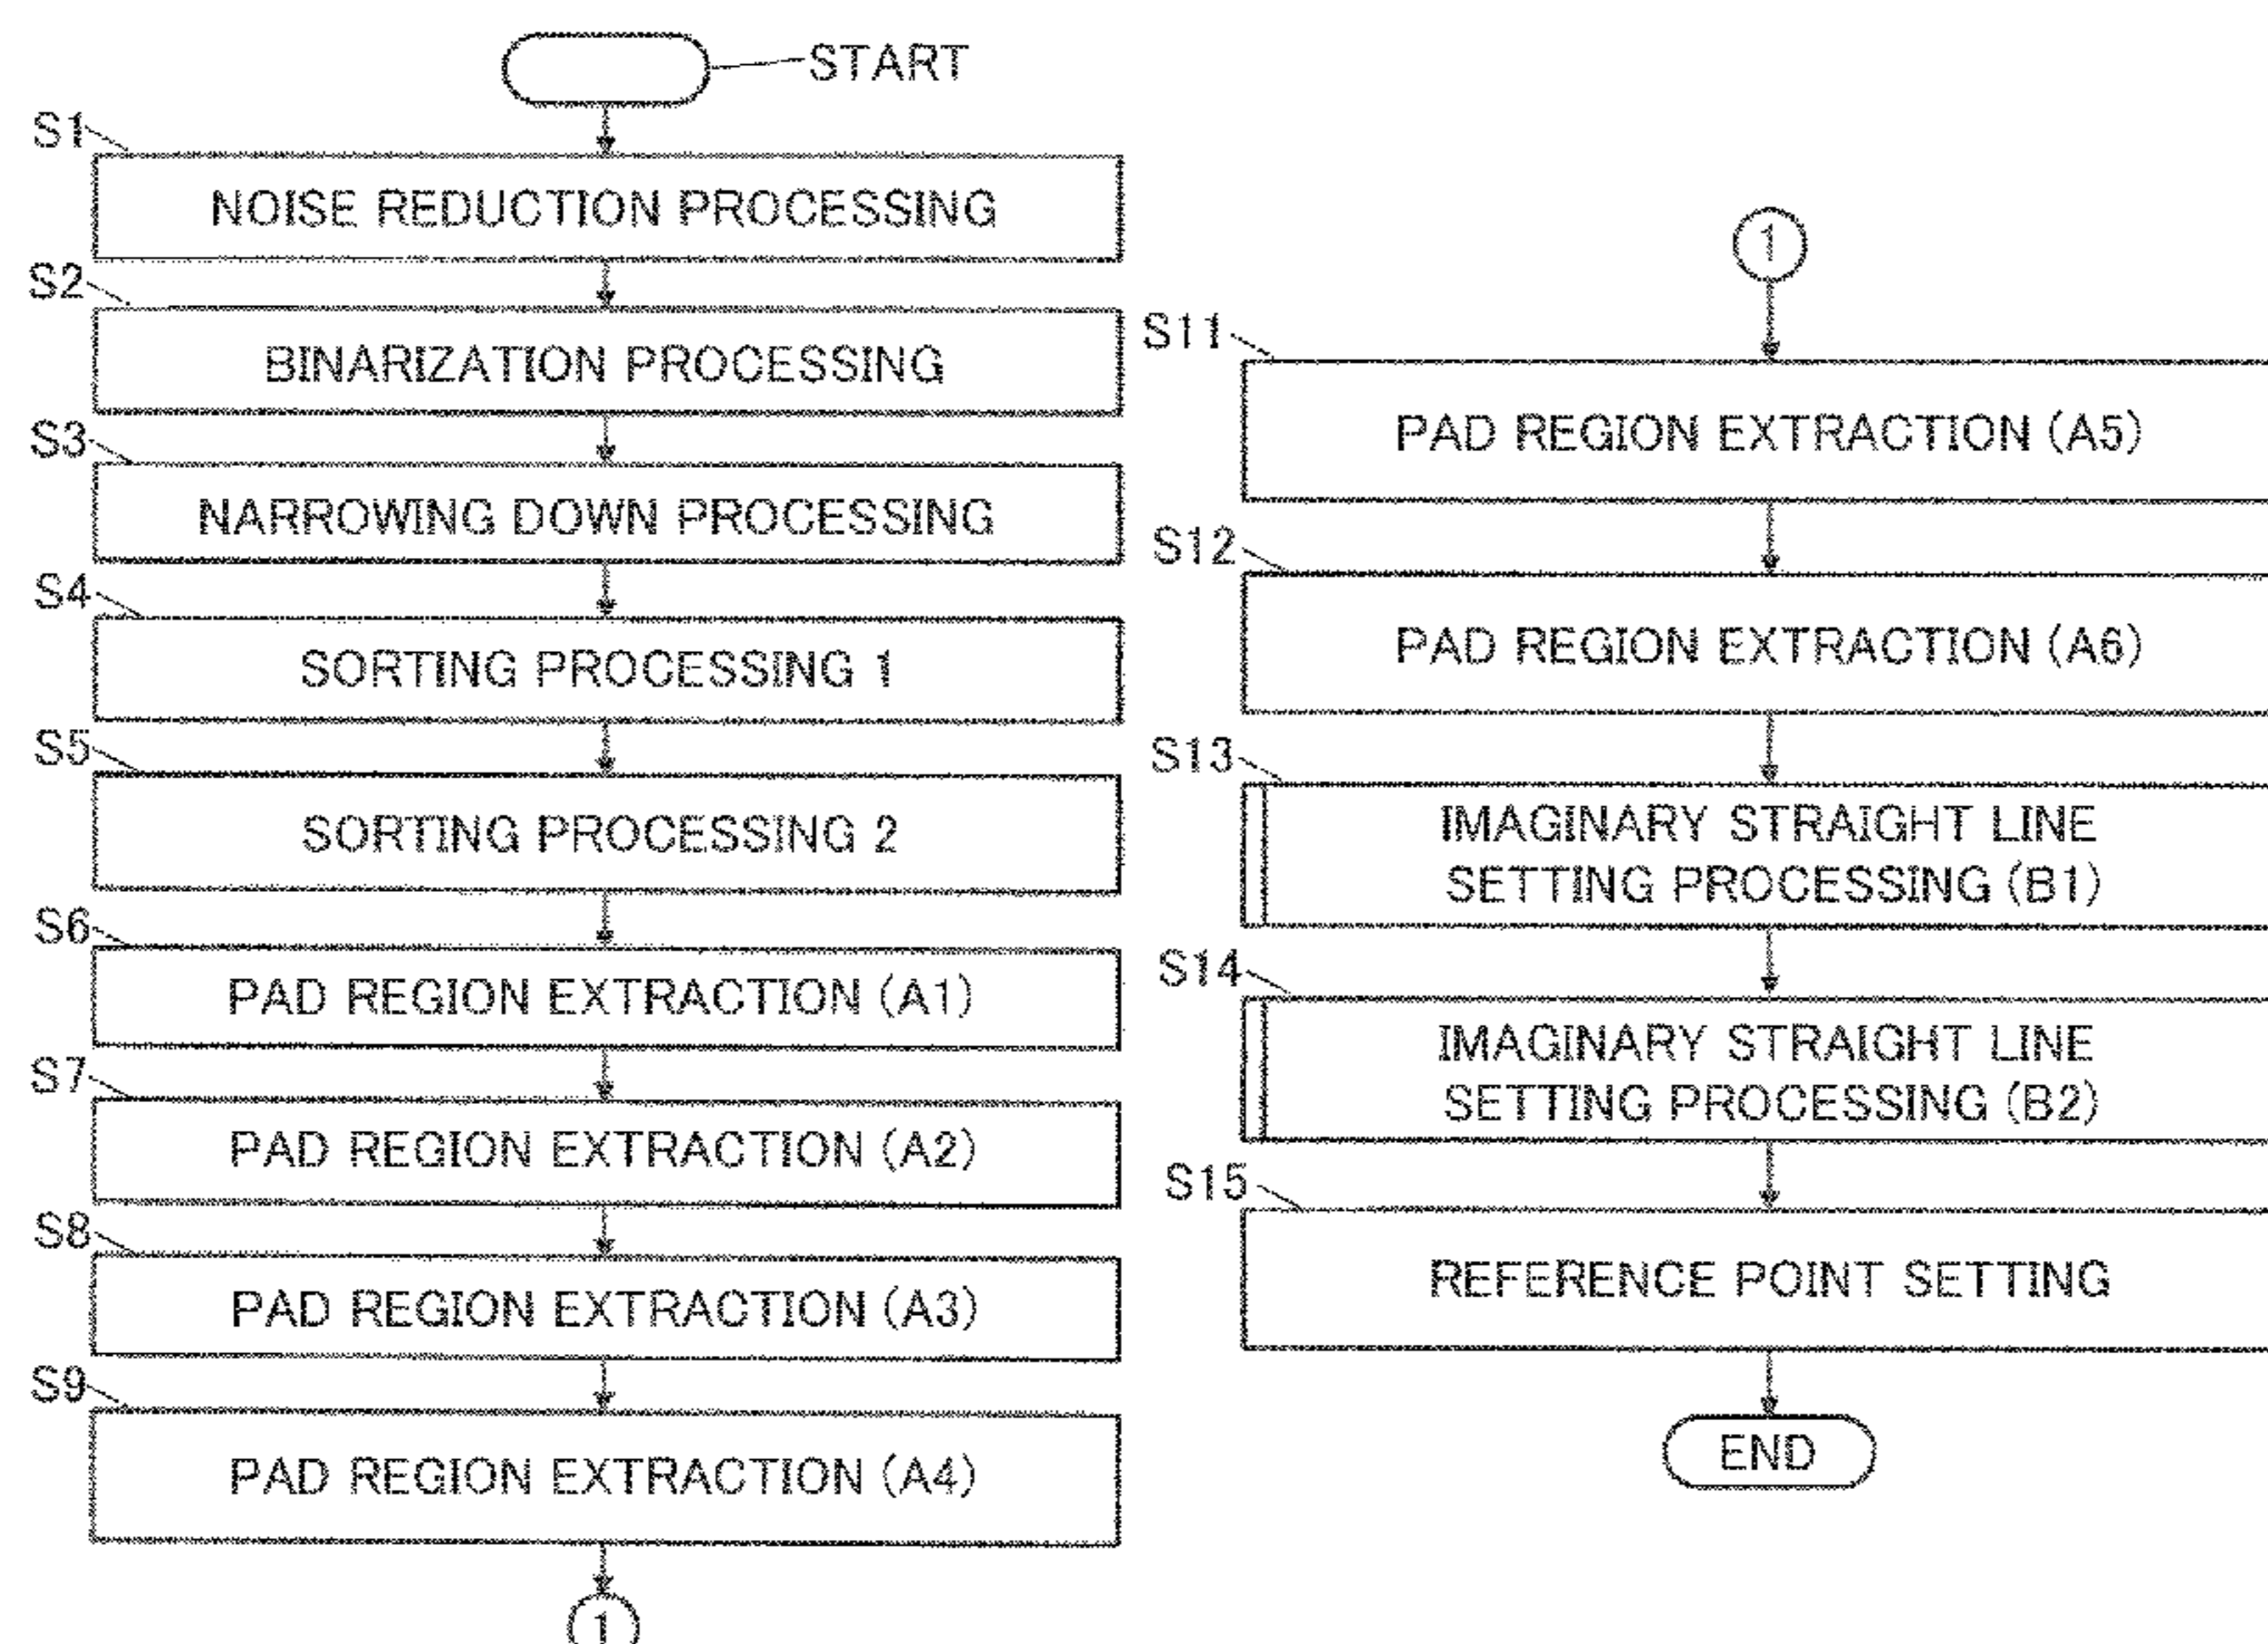 START
S1
NOISE REDUCTION PROCESSING
S2
BINARIZATION PROCESSING
S3
NARROWING DOWN PROCESSING
S4
SORTING PROCESSING 1
S5
SORTING PROCESSING 2
S6
PAD REGION EXTRACTION (A1)
S7
PAD REGION EXTRACTION (A2)
S8
PAD REGION EXTRACTION (A3)
S9
PAD REGION EXTRACTION (A4)
1
1
S11
PAD REGION EXTRACTION (A5)
S12
PAD REGION EXTRACTION (A6)
S13
IMAGINARY STRAIGHT LINE
SETTING PROCESSING (B1)
S14
IMAGINARY STRAIGHT LINE
SETTING PROCESSING (B2)
S15
REFERENCE POINT SETTING
END